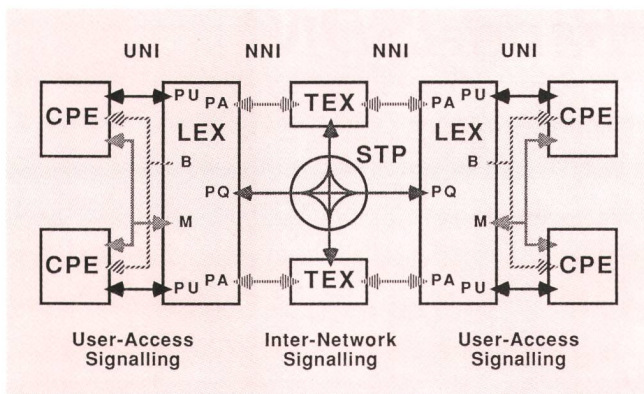 UNI NNI NNI UNI
CPE PU PA TEX PA PU CPE
LEX STP LEX
B B
PQ PQ
M M
CPE PU PA TEX PA PU CPE
User-Access Inter-Network User-Access
Signalling Signalling Signalling